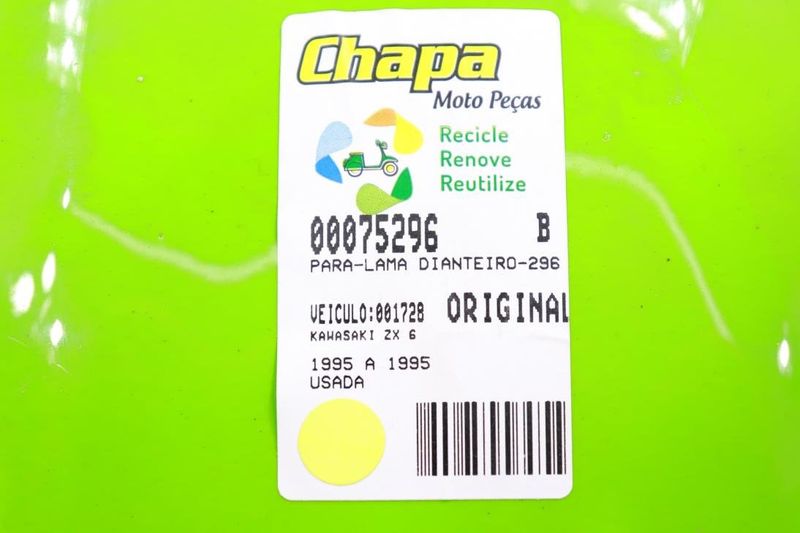 Chapa
Moto Peças
Recicle
Renove
Reutilize
00075296 B
PARA-LAMA DIANTEIRO-296
VEICULO:001728 ORIGINAL
KAWASAKI ZX 6
1995 A 1995
USADA